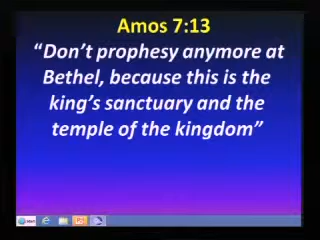 Amos 7:13
“Don’t prophesy anymore at
Bethel, because this is the
king’s sanctuary and the
temple of the kingdom”